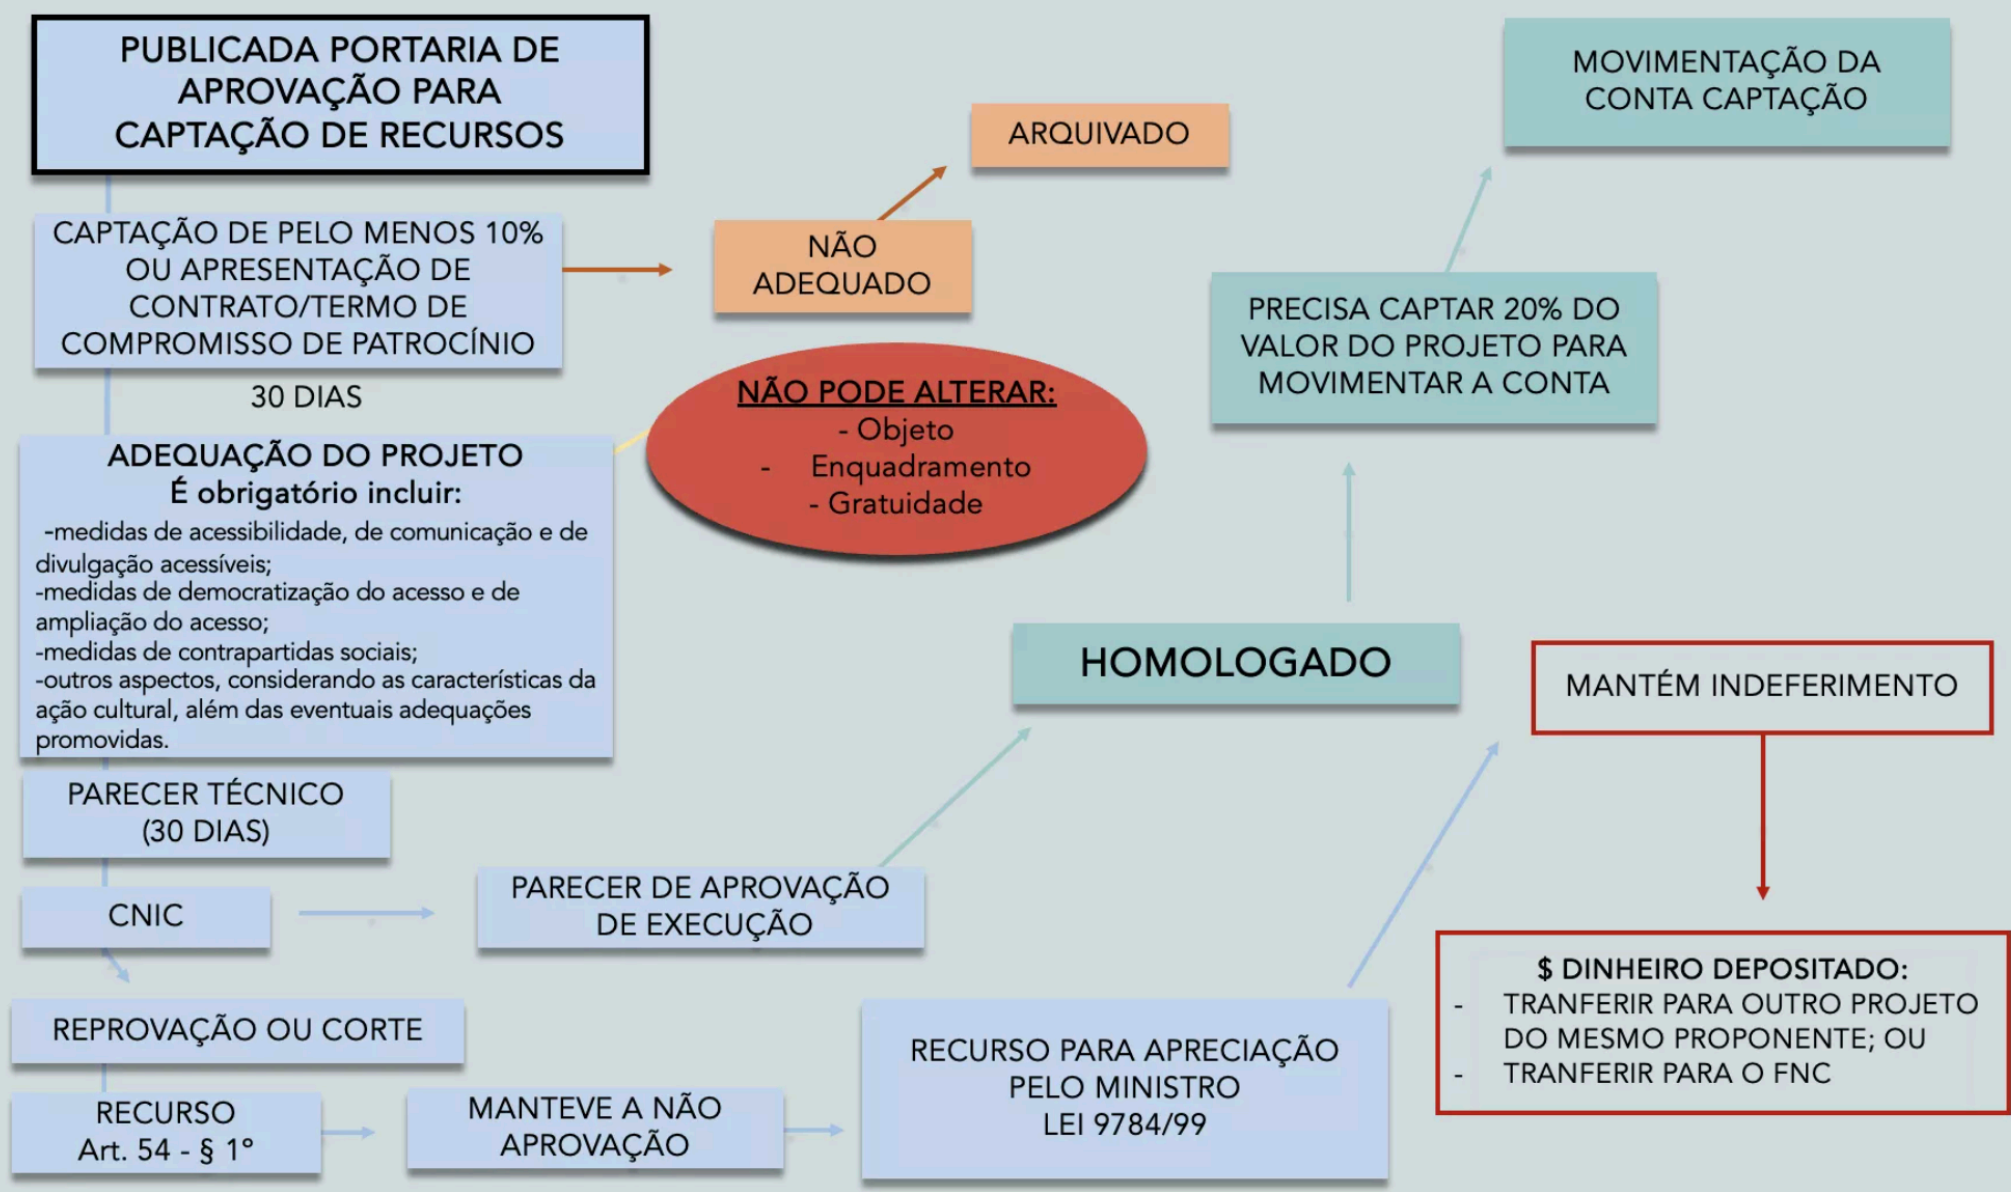 PUBLICADA PORTARIA DE
APROVAÇÃO PARA
CAPTAÇÃO DE RECURSOS
CAPTAÇÃO DE PELO MENOS 10%
OU APRESENTAÇÃO DE
CONTRATO/TERMO DE
COMPROMISSO DE PATROCÍNIO
30 DIAS
ADEQUAÇÃO DO PROJETO
É obrigatório incluir:
-medidas de acessibilidade, de comunicação e de
divulgação acessíveis;
-medidas de democratização do acesso e de
ampliação do acesso;
-medidas de contrapartidas sociais;
-outros aspectos, considerando as características da
ação cultural, além das eventuais adequações
promovidas.
PARECER TÉCNICO
(30 DIAS)
CNIC
REPROVAÇÃO OU CORTE
RECURSO
Art. 54 - § 1°
MANTEVE A NÃO
APROVAÇÃO
RECURSO PARA APRECIAÇÃO
PELO MINISTRO
LEI 9784/99
PARECER DE APROVAÇÃO
DE EXECUÇÃO
NÃO
ADEQUADO
ARQUIVADO
NÃO PODE ALTERAR:
- Objeto
- Enquadramento
- Gratuidade
HOMOLOGADO
PRECISA CAPTAR 20% DO
VALOR DO PROJETO PARA
MOVIMENTAR A CONTA
MOVIMENTAÇÃO DA
CONTA CAPTAÇÃO
MANTÉM INDEFERIMENTO
$ DINHEIRO DEPOSITADO:
- TRANFERIR PARA OUTRO PROJETO
DO MESMO PROPONENTE; OU
- TRANFERIR PARA O FNC